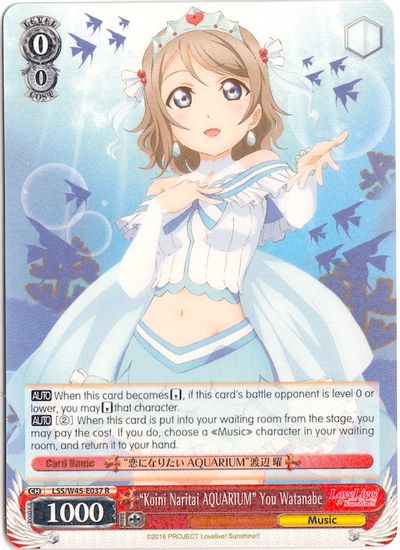 LEVEL
0
0
COST
AUTO When this card becomes [▼], if this card's battle opponent is level 0 or
lower, you may [▼] that character.
AUTO [②] When this card is put into your waiting room from the stage, you
may pay the cost. If you do, choose a «Music» character in your waiting
room, and return it to your hand.
Card Name "恋になりたい AQUARIUM"渡辺 曜
CH LSS/W45-E037 R
"Koini Naritai AQUARIUM" You Watanabe
LoveLive!
Sunshine!!
POWER 1000
Music
©2016 PROJECT Lovelive! Sunshine!!